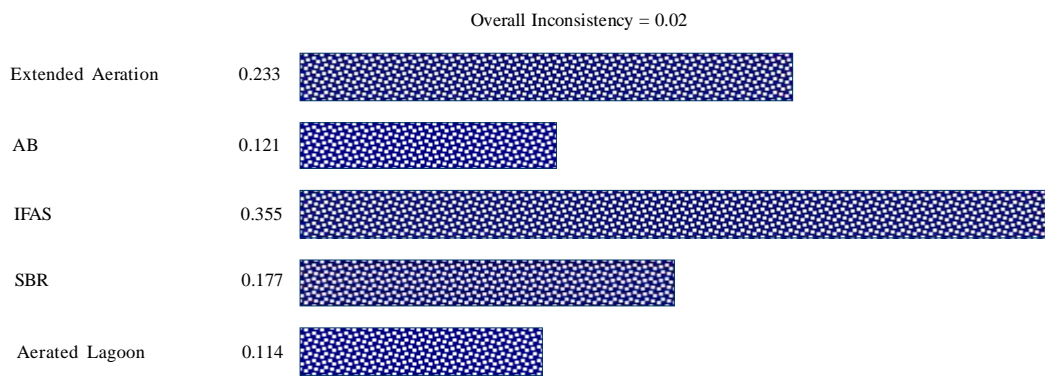 Overall Inconsistency = 0.02
Extended Aeration 0.233
AB 0.121
IFAS 0.355
SBR 0.177
Aerated Lagoon 0.114